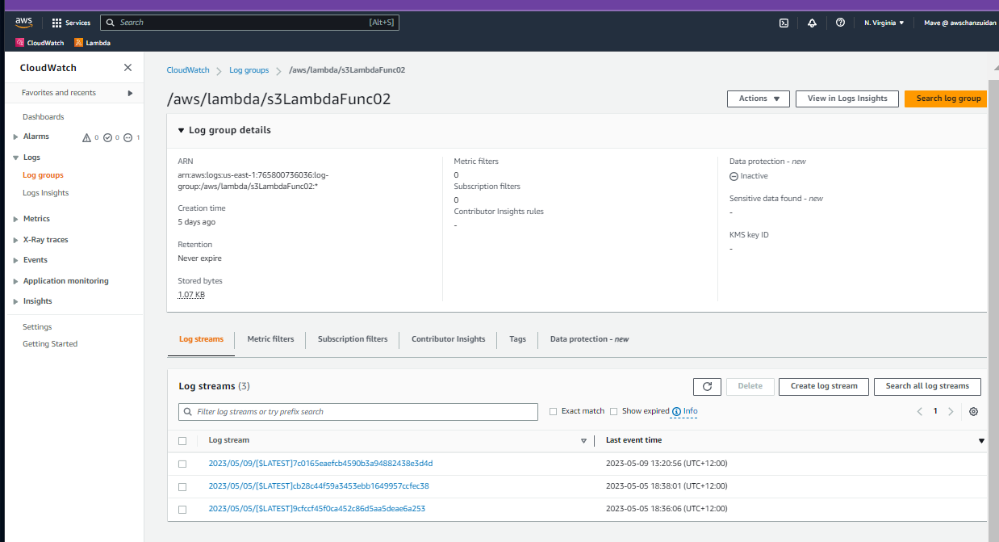 aws
Services
Search
[Alt+S]
N. Virginia
Mave @ awschanzuidan
CloudWatch
Lambda
CloudWatch
Favorites and recents
Dashboards
Alarms
0
0
1
Logs
Log groups
Logs Insights
Metrics
X-Ray traces
Events
Application monitoring
Insights
Settings
Getting Started
CloudWatch
Log groups
/aws/lambda/s3LambdaFunc02
/aws/lambda/s3LambdaFunc02
Actions
View in Logs Insights
Search log group
Log group details
ARN
arn:aws:logs:us-east-1:765800736036:log-
group:/aws/lambda/s3LambdaFunc02:*
Creation time
5 days ago
Retention
Never expire
Stored bytes
1.07 KB
Metric filters
0
Subscription filters
0
Contributor Insights rules
-
Data protection - new
Inactive
Sensitive data found - new
-
KMS key ID
-
Log streams
Metric filters
Subscription filters
Contributor Insights
Tags
Data protection - new
Log streams (3)
Delete
Create log stream
Search all log streams
Filter log streams or try prefix search
Exact match
Show expired
Info
1
Log stream
Last event time
2023/05/09/[$LATEST]7c0165eaefcb4590b3a94882438e3d4d
2023-05-09 13:20:56 (UTC+12:00)
2023/05/05/[$LATEST]cb28c44f59a3453ebb1649957ccfec38
2023-05-05 18:38:01 (UTC+12:00)
2023/05/05/[$LATEST]9cfccf45f0ca452c86d5aa5deae6a253
2023-05-05 18:36:06 (UTC+12:00)